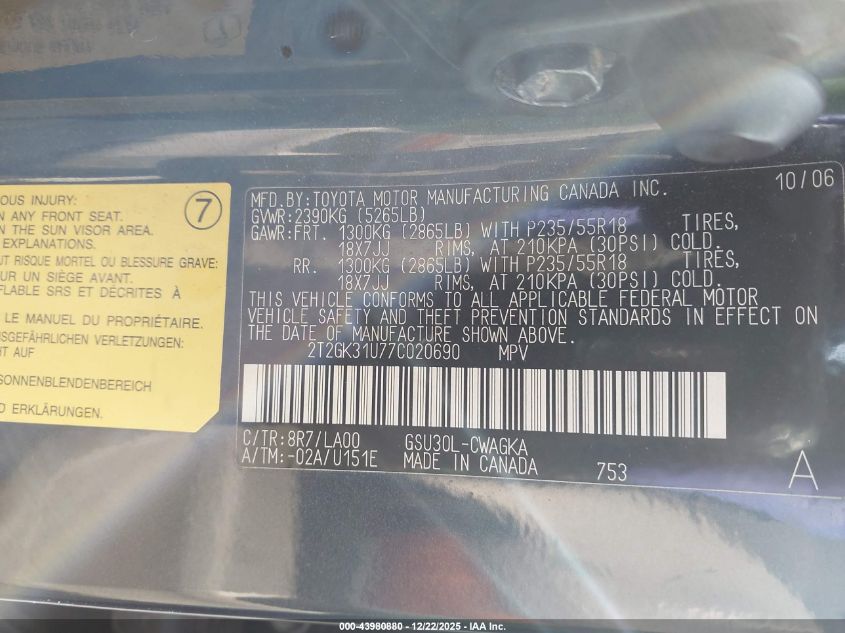 OUS INJURY:
N ANY FRONT SEAT.
N THE SUN VISOR AREA.
EXPLANATIONS.
UT RISQUE MORTEL OU BLESSURE GRAVE:
UR UN SIÈGE AVANT.
FLABLE SRS ET DÉCRITES À
LE MANUEL DU PROPRIÉTAIRE.
NSGEFÄHRLICHEN VERLETZUNGEN:
HT AUF
SONNENBLENDENBEREICH
D ERKLÄRUNGEN.
7
MFD.BY:TOYOTA MOTOR MANUFACTURING CANADA INC. 10/06
GVWR:2390KG (5265LB)
GAWR:FRT. 1300KG (2865LB) WITH P235/55R18 TIRES,
18X7JJ RIMS, AT 210KPA (30PSI) COLD.
RR. 1300KG (2865LB) WITH P235/55R18 TIRES,
18X7JJ RIMS, AT 210KPA (30PSI) COLD.
THIS VEHICLE CONFORMS TO ALL APPLICABLE FEDERAL MOTOR
VEHICLE SAFETY AND THEFT PREVENTION STANDARDS IN EFFECT ON
THE DATE OF MANUFACTURE SHOWN ABOVE.
2T2GK31U77C020690 MPV
C/TR:8R7/LA00 GSU30L-CWAGKA
A/TM:-02A/U151E MADE IN CANADA 753 A
000-43980880 - 12/22/2025 - IAA Inc.